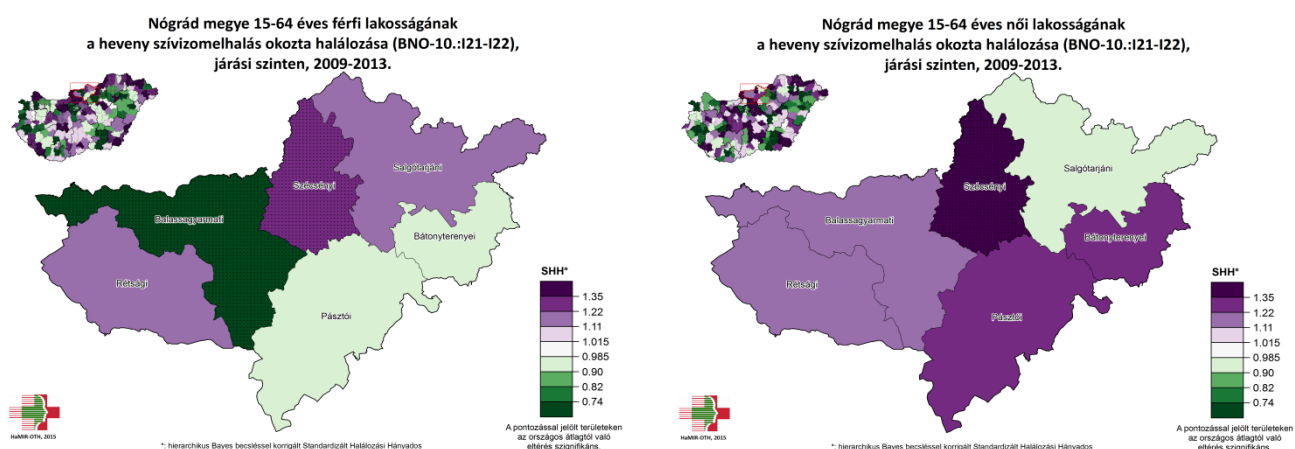 Nógrád megye 15-64 éves férfi lakosságának
a heveny szívizomelhalás okozta halálozása (BNO-10.:I21-I22),
járási szinten, 2009-2013.
Salgótarjáni
Szécsényi
Balassagyarmati
Bátonyterenyei
Rétsági
Pásztói
SHH*
1.35
1.22
1.11
1.015
0.985
0.90
0.82
0.74
HaMIR-OTH, 2015
A pontozással jelölt területeken
az országos átlagtól való
eltérés szignifikáns.
*: hierarchikus Bayes becsléssel korrigált Standardizált Halálozási Hányados
Nógrád megye 15-64 éves női lakosságának
a heveny szívizomelhalás okozta halálozása (BNO-10.:I21-I22),
járási szinten, 2009-2013.
Salgótarjáni
Szécsényi
Balassagyarmati
Bátonyterenyei
Rétsági
Pásztói
SHH*
1.35
1.22
1.11
1.015
0.985
0.90
0.82
0.74
HaMIR-OTH, 2015
A pontozással jelölt területeken
az országos átlagtól való
eltérés szignifikáns.
*: hierarchikus Bayes becsléssel korrigált Standardizált Halálozási Hányados